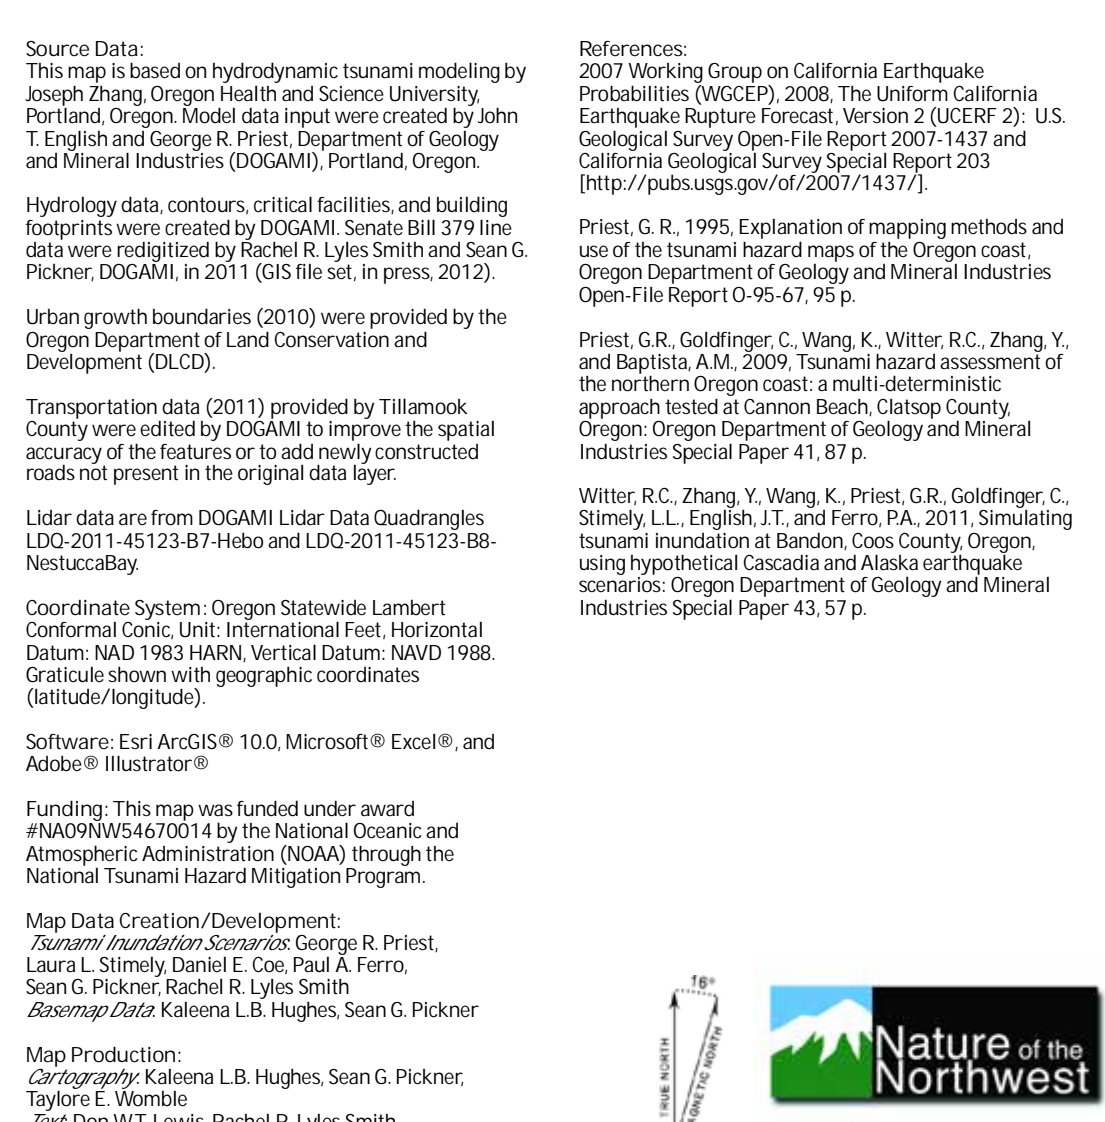 Source Data:
This map is based on hydrodynamic tsunami modeling by
Joseph Zhang, Oregon Health and Science University,
Portland, Oregon. Model data input were created by John
T. English and George R. Priest, Department of Geology
and Mineral Industries (DOGAMI), Portland, Oregon.
Hydrology data, contours, critical facilities, and building
footprints were created by DOGAMI. Senate Bill 379 line
data were redigitized by Rachel R. Lyles Smith and Sean G.
Pickner, DOGAMI, in 2011 (GIS file set, in press, 2012).
Urban growth boundaries (2010) were provided by the
Oregon Department of Land Conservation and
Development (DLCD).
Transportation data (2011) provided by Tillamook
County were edited by DOGAMI to improve the spatial
accuracy of the features or to add newly constructed
roads not present in the original data layer.
Lidar data are from DOGAMI Lidar Data Quadrangles
LDQ-2011-45123-B7-Hebo and LDQ-2011-45123-B8-
NestuccaBay.
Coordinate System: Oregon Statewide Lambert
Conformal Conic, Unit: International Feet, Horizontal
Datum: NAD 1983 HARN, Vertical Datum: NAVD 1988.
Graticule shown with geographic coordinates
(latitude/longitude).
Software: Esri ArcGIS® 10.0, Microsoft® Excel®, and
Adobe® Illustrator®
Funding: This map was funded under award
#NA09NW54670014 by the National Oceanic and
Atmospheric Administration (NOAA) through the
National Tsunami Hazard Mitigation Program.
Map Data Creation/Development:
Tsunami Inundation Scenarios: George R. Priest,
Laura L. Stimely, Daniel E. Coe, Paul A. Ferro,
Sean G. Pickner, Rachel R. Lyles Smith
Basemap Data: Kaleena L.B. Hughes, Sean G. Pickner
Map Production:
Cartography: Kaleena L.B. Hughes, Sean G. Pickner,
Taylore E. Womble
Text: Don W.T. Lewis, Rachel R. Lyles Smith
References:
2007 Working Group on California Earthquake
Probabilities (WGCEP), 2008, The Uniform California
Earthquake Rupture Forecast, Version 2 (UCERF 2): U.S.
Geological Survey Open-File Report 2007-1437 and
California Geological Survey Special Report 203
[http://pubs.usgs.gov/of/2007/1437/].
Priest, G. R., 1995, Explanation of mapping methods and
use of the tsunami hazard maps of the Oregon coast,
Oregon Department of Geology and Mineral Industries
Open-File Report O-95-67, 95 p.
Priest, G.R., Goldfinger, C., Wang, K., Witter, R.C., Zhang, Y.,
and Baptista, A.M., 2009, Tsunami hazard assessment of
the northern Oregon coast: a multi-deterministic
approach tested at Cannon Beach, Clatsop County,
Oregon: Oregon Department of Geology and Mineral
Industries Special Paper 41, 87 p.
Witter, R.C., Zhang, Y., Wang, K., Priest, G.R., Goldfinger, C.,
Stimely, L.L., English, J.T., and Ferro, P.A., 2011, Simulating
tsunami inundation at Bandon, Coos County, Oregon,
using hypothetical Cascadia and Alaska earthquake
scenarios: Oregon Department of Geology and Mineral
Industries Special Paper 43, 57 p.
16°
TRUE NORTH
AGNETIC NORTH
Nature of the
Northwest